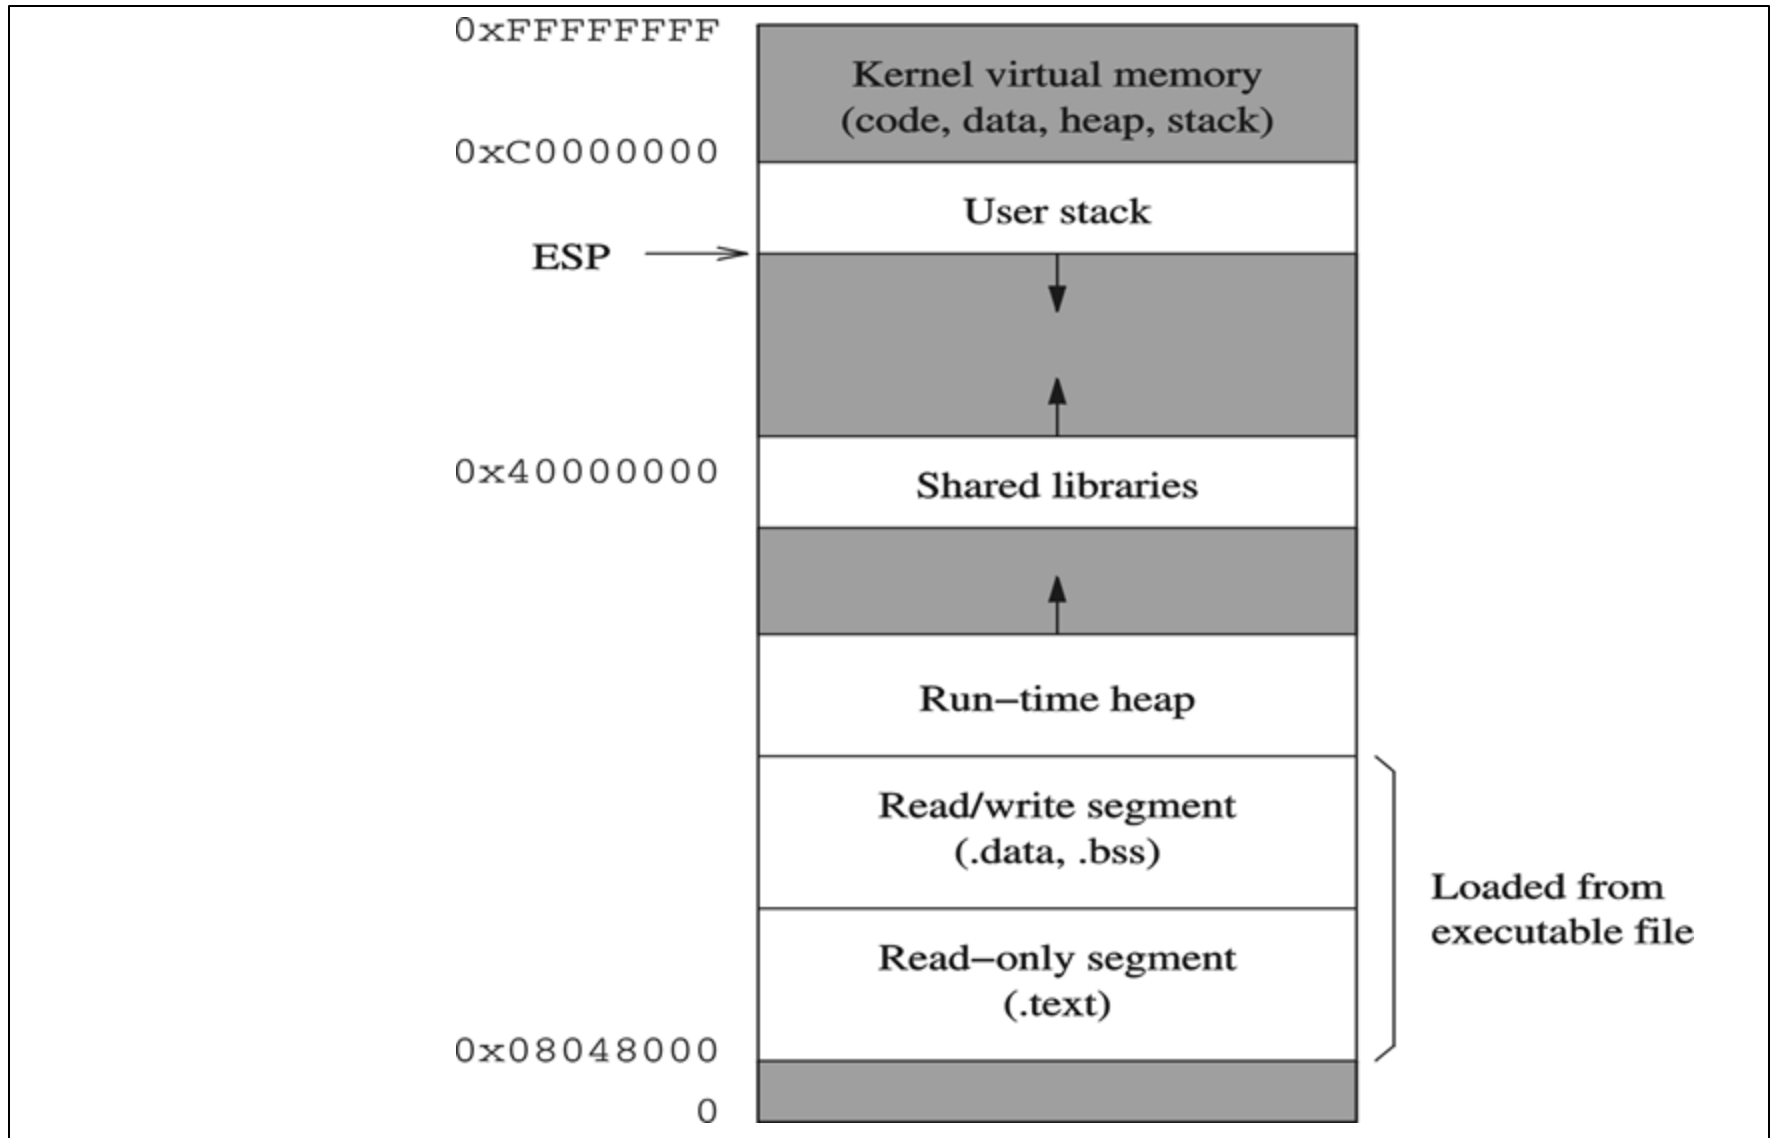 0xFFFFFFFF
Kernel virtual memory
(code, data, heap, stack)
0xC0000000
User stack
ESP
0x40000000
Shared libraries
Run–time heap
Read/write segment
(.data, .bss)
Loaded from
executable file
Read–only segment
(.text)
0x08048000
0